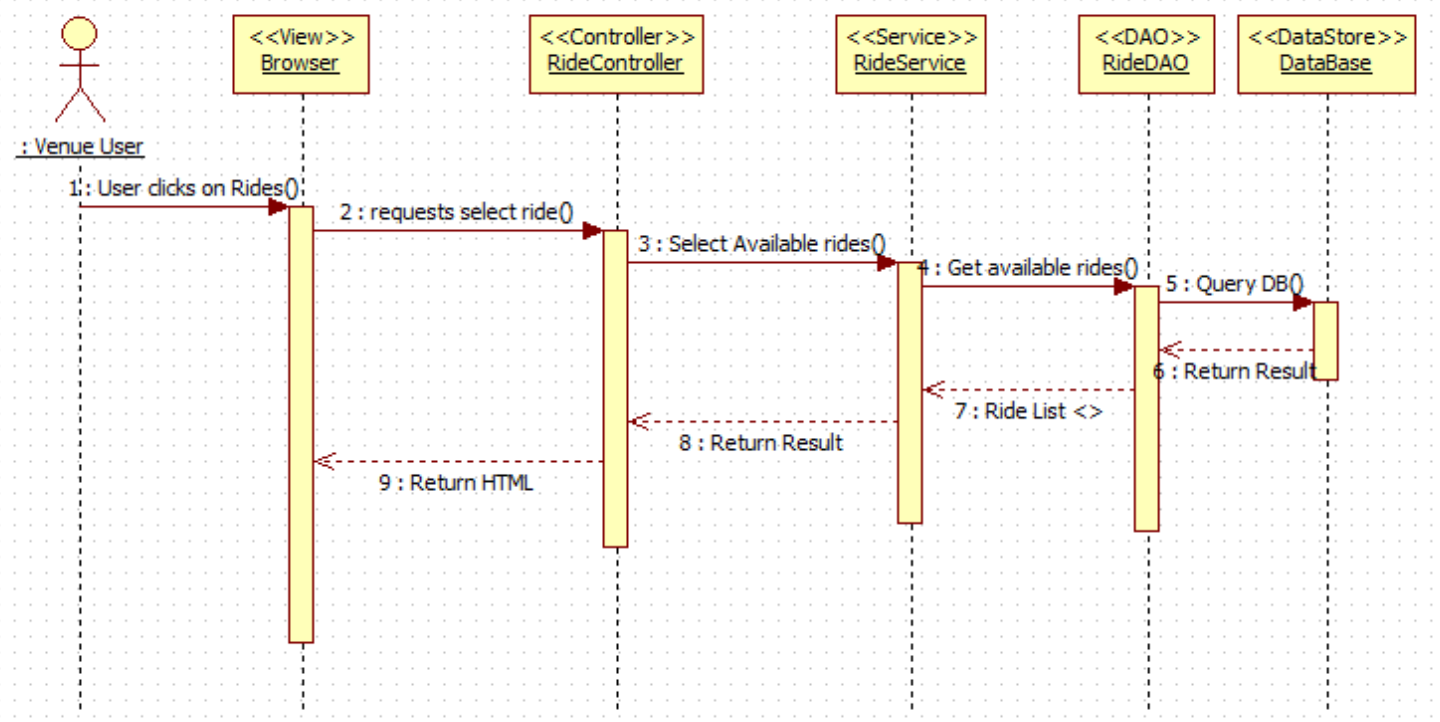 <<View>>
Browser
<<Controller>>
RideController
<<Service>>
RideService
<<DAO>>
RideDAO
<<DataStore>>
DataBase
: Venue User
1 : User clicks on Rides()
2 : requests select ride()
3 : Select Available rides()
4 : Get available rides()
5 : Query DB()
6 : Return Result
7 : Ride List <>
8 : Return Result
9 : Return HTML